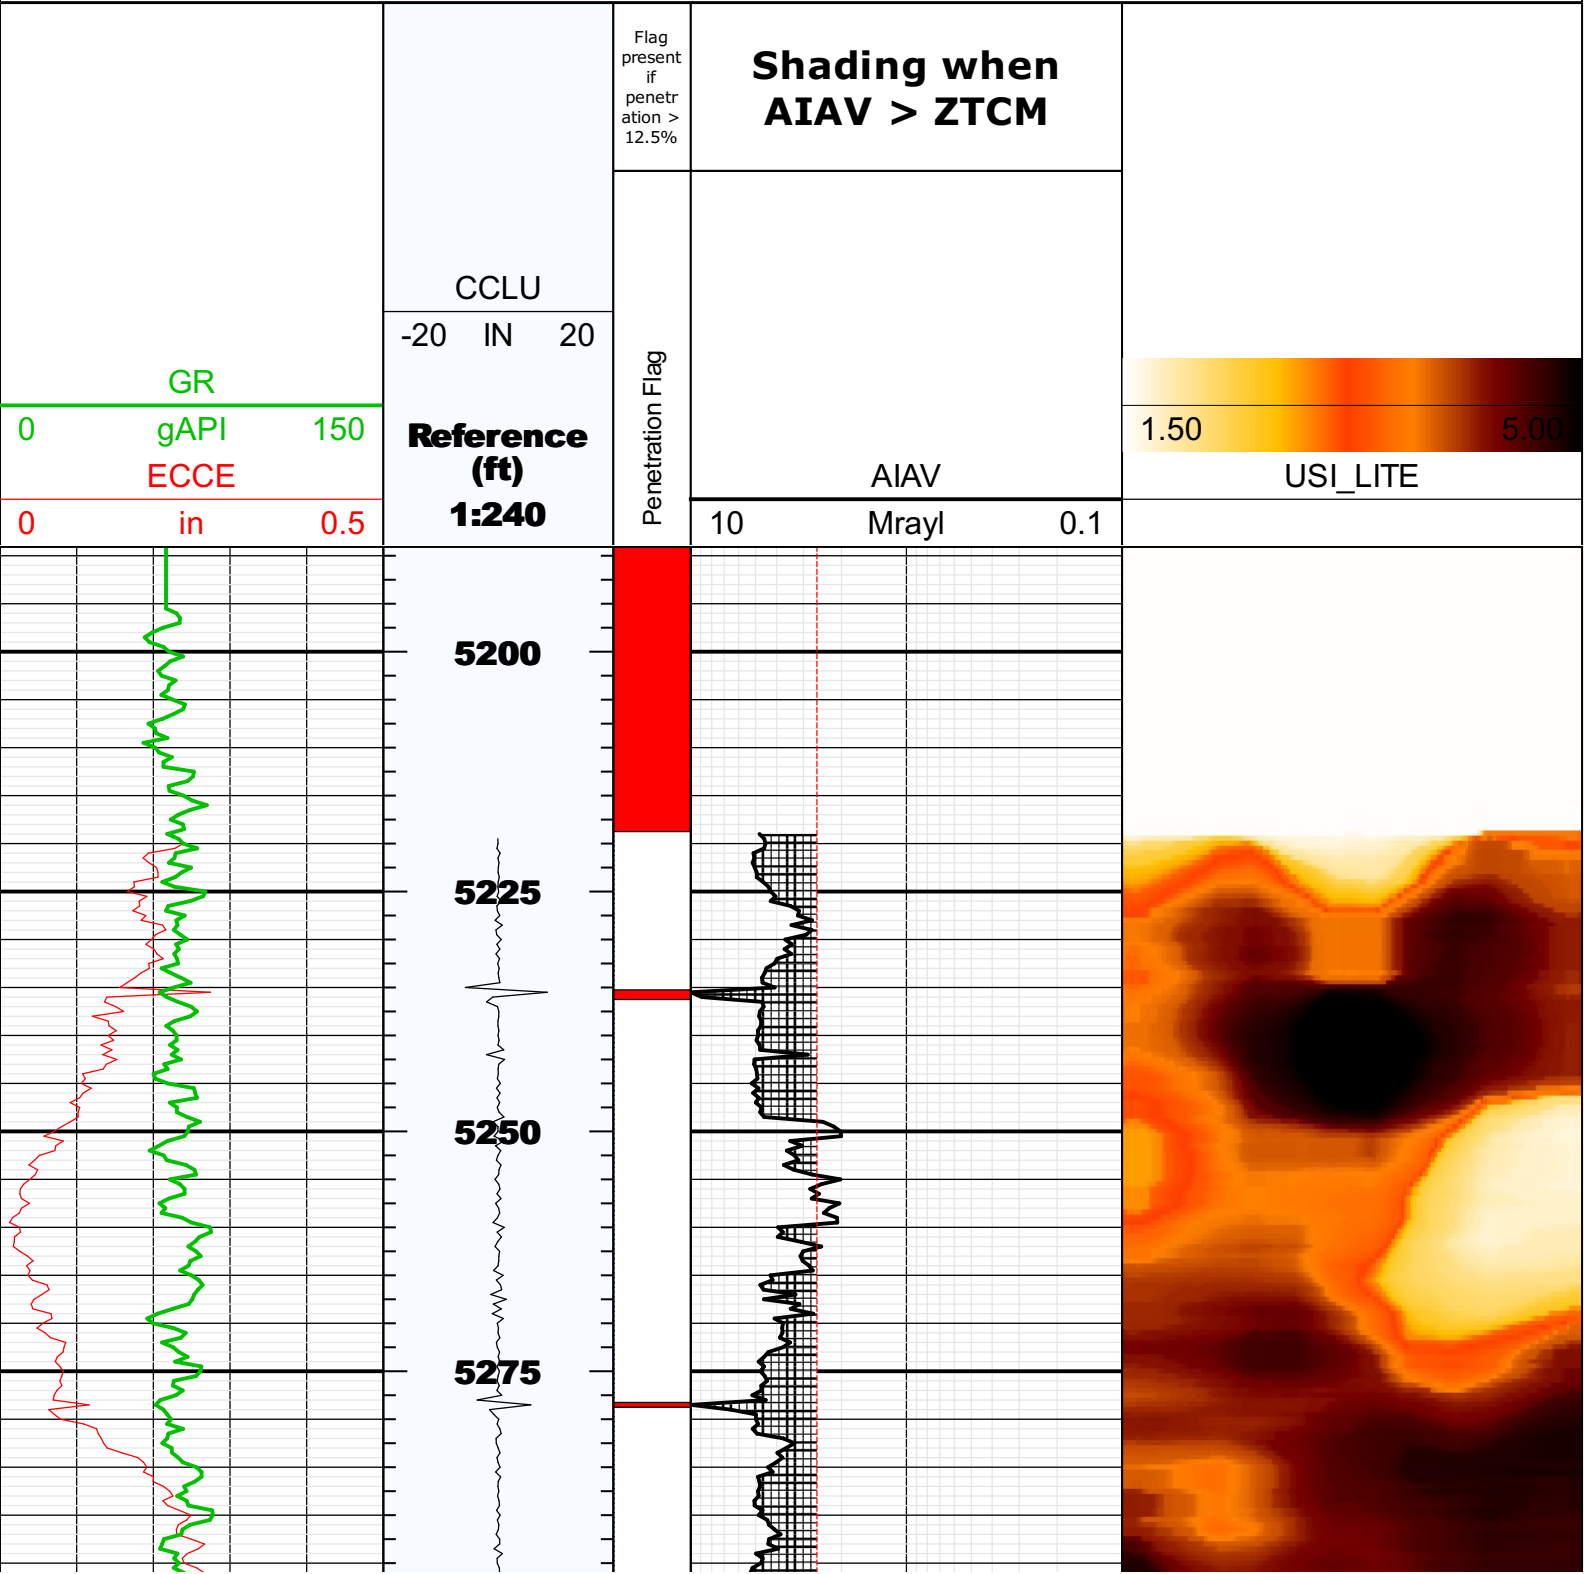 Flag
present
if
penetr
ation >
12.5%
Shading when
AIAV > ZTCM
CCLU
-20 IN 20
GR
0 gAPI 150
ECCE
0 in 0.5
Reference
(ft)
1:240
Penetration Flag
AIAV
10 Mrayl 0.1
1.50 5.00
USI_LITE
5200
5225
5250
5275